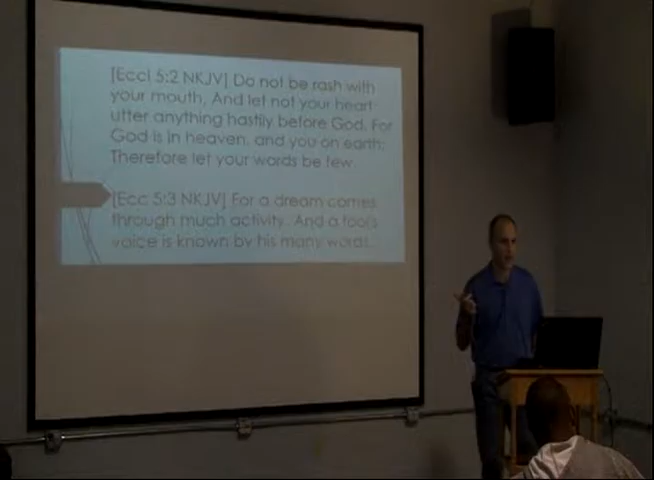 [Eccl 5:2 NKJV] Do not be rash with
your mouth, And let not your heart
utter anything hastily before God. For
God is in heaven, and you on earth;
Therefore let your words be few.
[Ecc 5:3 NKJV] For a dream comes
through much activity, And a fool's
voice is known by his many words.